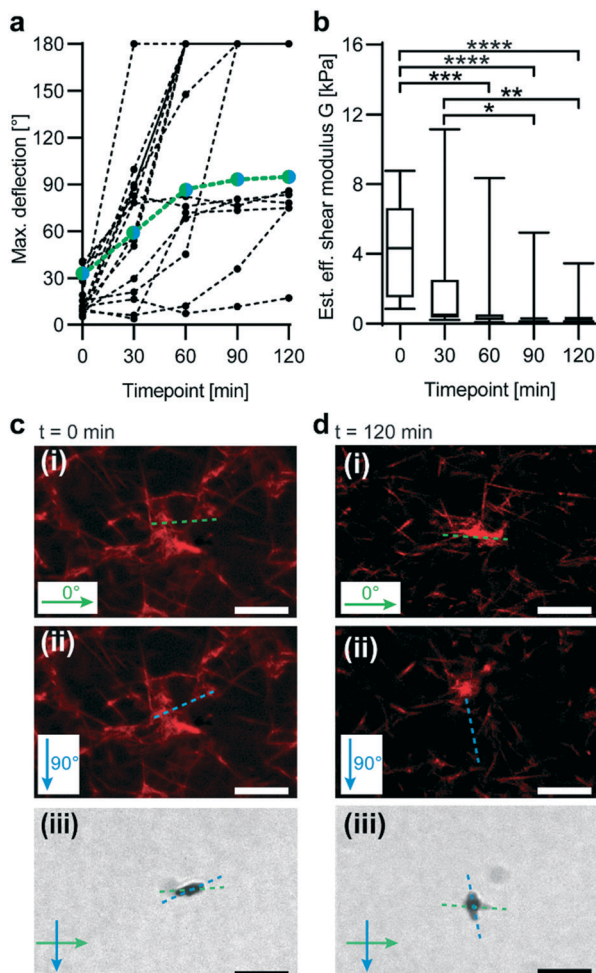 a
Max. deflection [°]
180
150
120
90
60
30
0
0 30 60 90 120
Timepoint [min]
b
Est. eff. shear modulus G [kPa]
16
12
8
4
0
****
****
***
**
*
0 30 60 90 120
Timepoint [min]
c t = 0 min
(i)
0°
(ii)
90°
(iii)
d t = 120 min
(i)
0°
(ii)
90°
(iii)